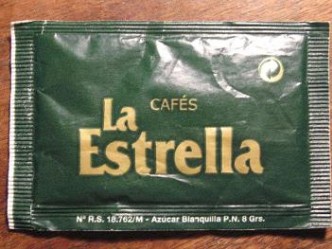 CAFÉS
La
Estrella
Nº R.S. 18.762/M - Azúcar Blanquilla P.N. 8 Grs.